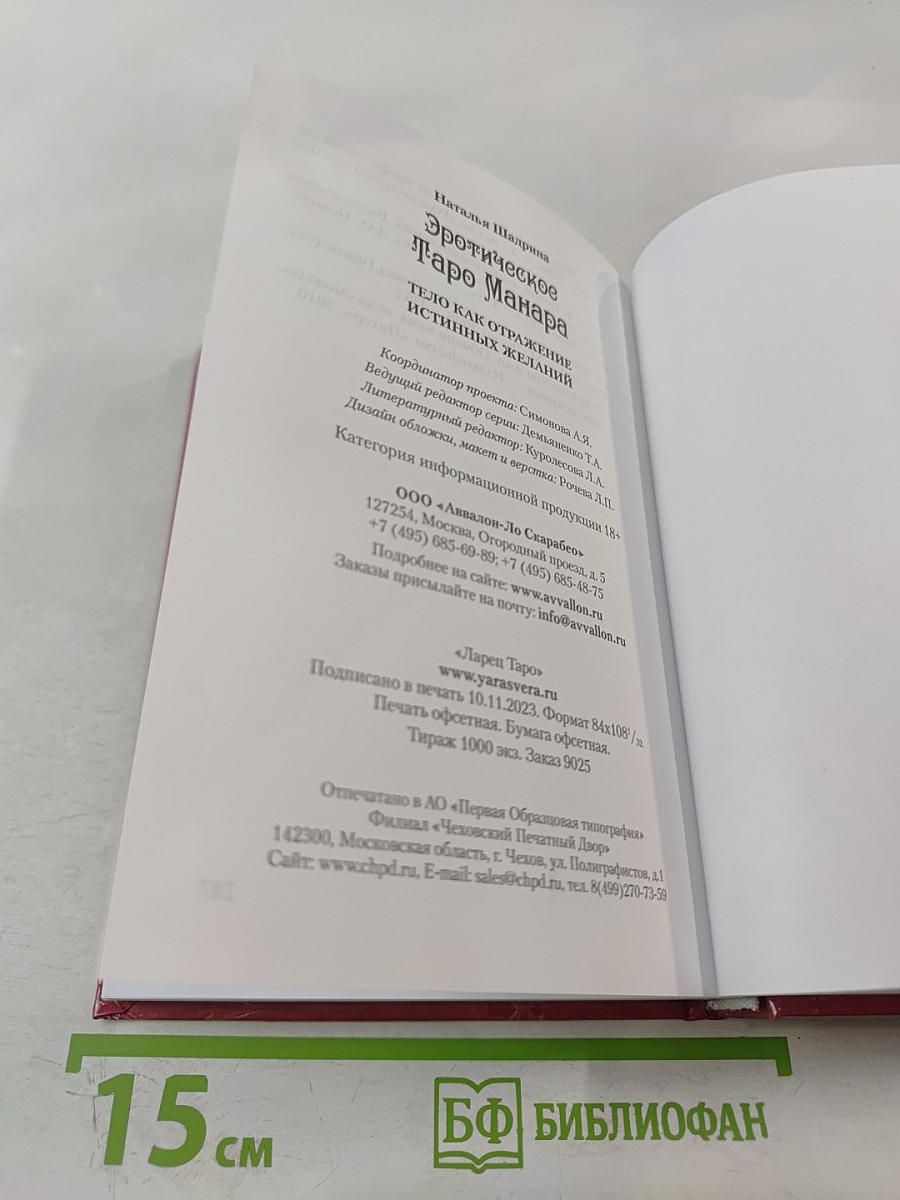 Наталья Шадрина
Эротическое
Таро Манара
ТЕЛО КАК ОТРАЖЕНИЕ
ИСТИННЫХ ЖЕЛАНИЙ
Координатор проекта: Симонова А.Я.
Ведущий редактор серии: Демьяненко Т.А.
Литературный редактор: Куролесова Л.А.
Дизайн обложки, макет и верстка: Рочева Л.П.
Категория информационной продукции 18+
ООО «Аввалон-Ло Скарабео»
127254, Москва, Огородный проезд, д. 5
+7 (495) 685-69-89; +7 (495) 685-48-75
Подробнее на сайте: www.avvallon.ru
Заказы присылайте на почту: info@avvallon.ru
«Ларец Таро»
www.yarasvera.ru
Подписано в печать 10.11.2023. Формат 84х108¹/₃₂.
Печать офсетная. Бумага офсетная.
Тираж 1000 экз. Заказ 9025
Отпечатано в АО «Первая Образцовая типография»
Филиал «Чеховский Печатный Двор»
142300, Московская область, г. Чехов, ул. Полиграфистов, д.1
Сайт: www.chpd.ru, E-mail: sales@chpd.ru, тел. 8(499)270-73-59
15 см
БФ БИБЛИОФАН